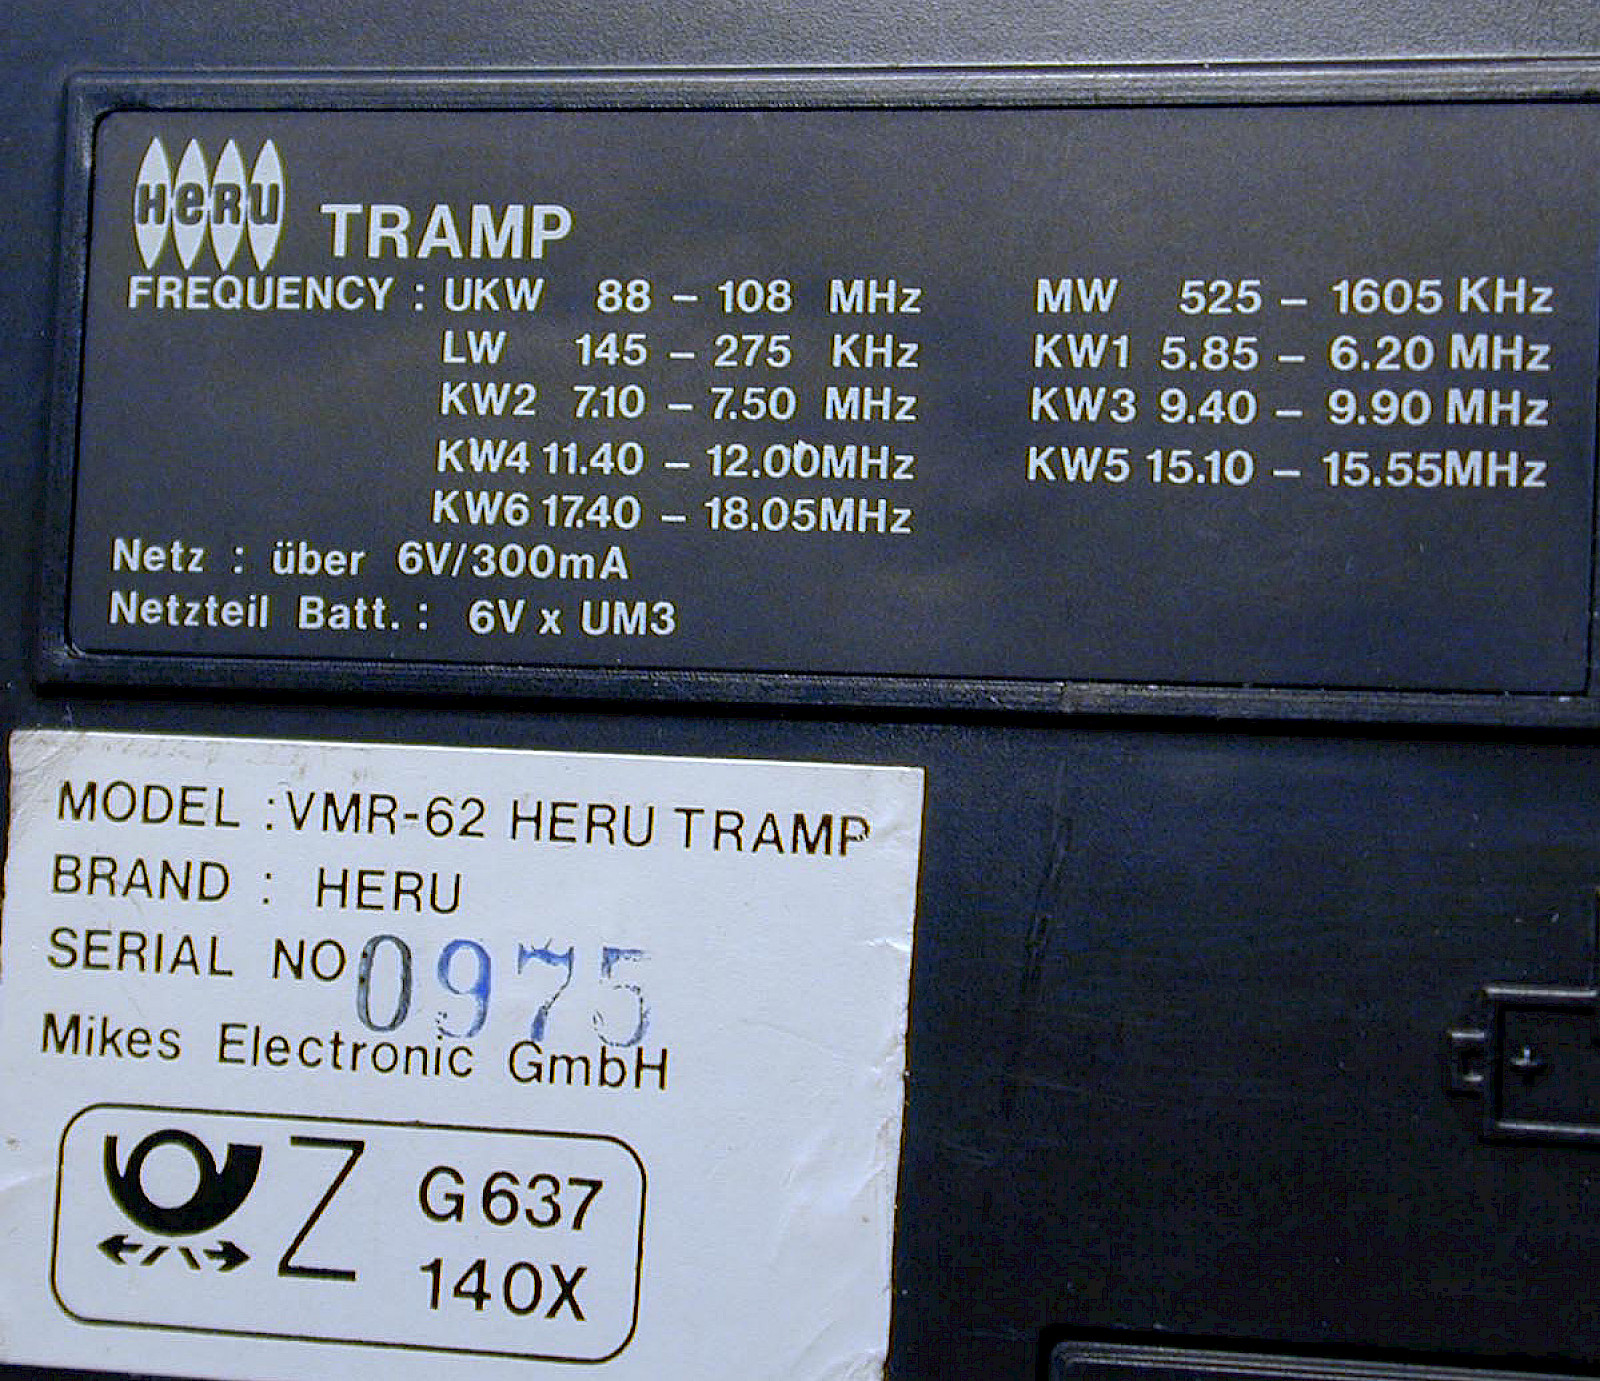 HeRU TRAMP
FREQUENCY : UKW 88 – 108 MHz MW 525 – 1605 KHz
LW 145 – 275 KHz KW1 5.85 – 6.20 MHz
KW2 7.10 – 7.50 MHz KW3 9.40 – 9.90 MHz
KW4 11.40 – 12.00MHz KW5 15.10 – 15.55MHz
KW6 17.40 – 18.05MHz
Netz : über 6V/300mA
Netzteil Batt. : 6V x UM3
MODEL :VMR-62 HERU TRAMP
BRAND : HERU
SERIAL NO 0975
Mikes Electronic GmbH
Z G637
140X
+